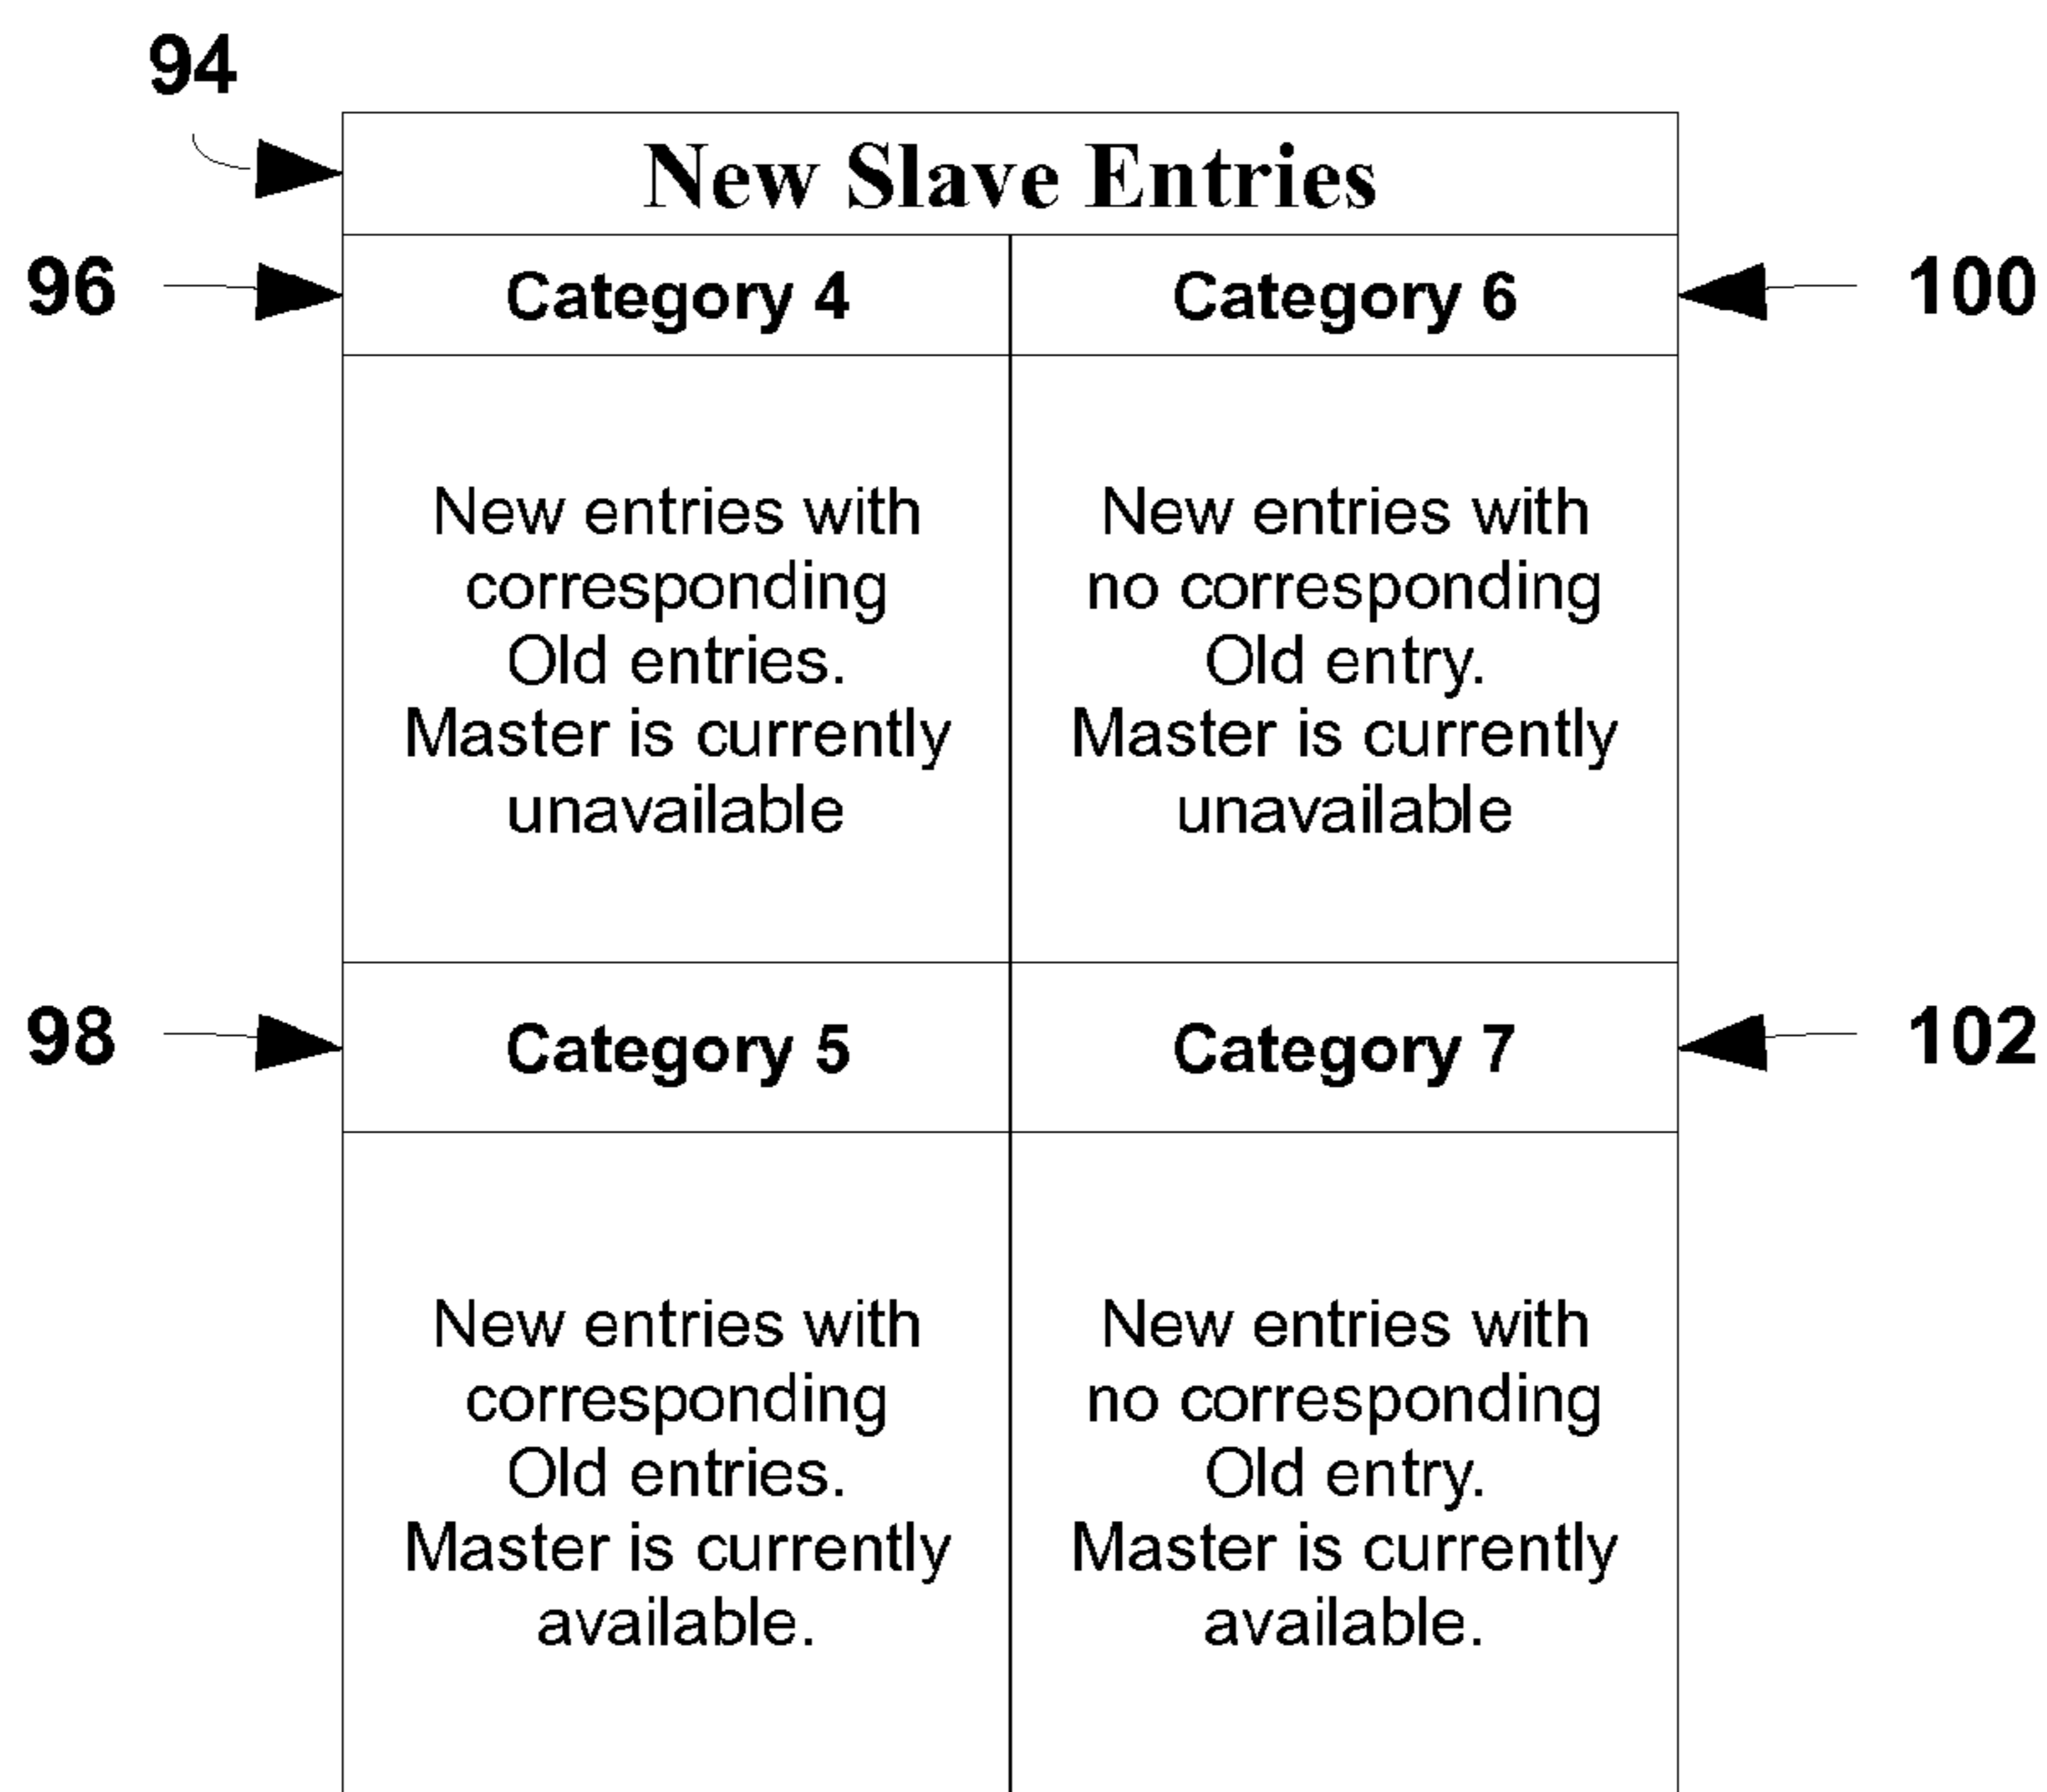 94
New Slave Entries
96
Category 4
Category 6
100
New entries with
corresponding
Old entries.
Master is currently
unavailable
New entries with
no corresponding
Old entry.
Master is currently
unavailable
98
Category 5
Category 7
102
New entries with
corresponding
Old entries.
Master is currently
available.
New entries with
no corresponding
Old entry.
Master is currently
available.